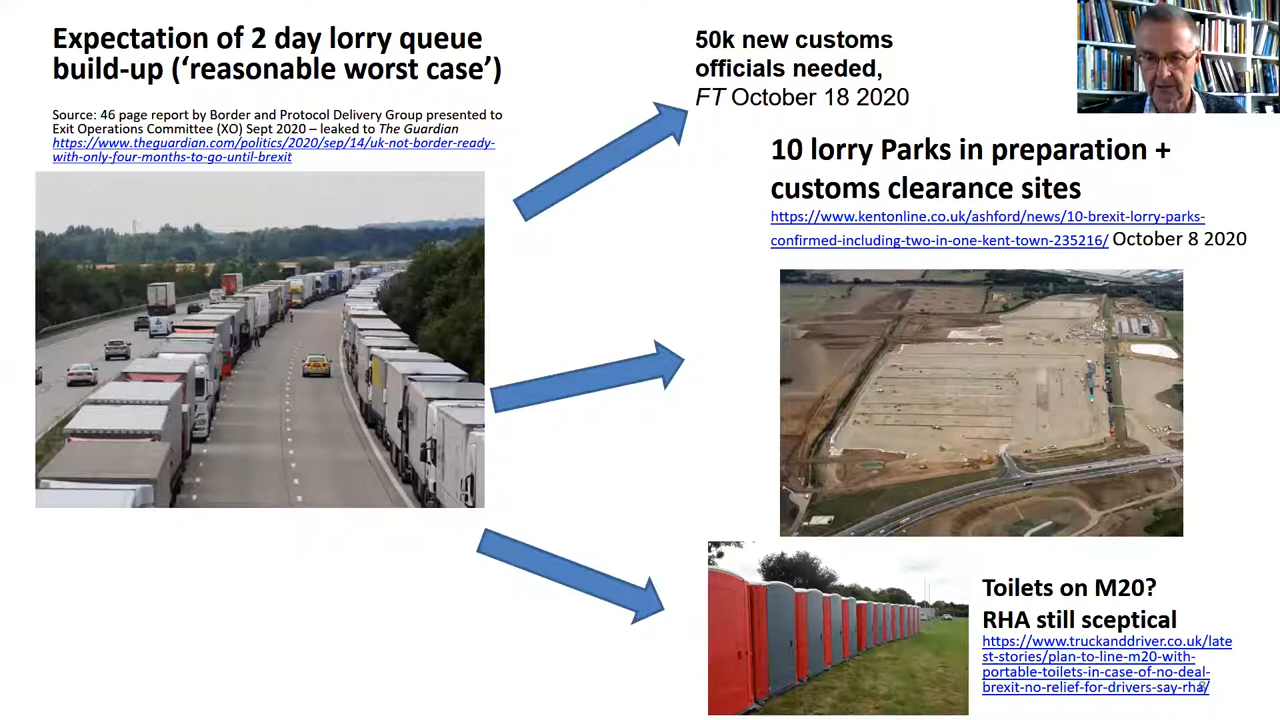 Expectation of 2 day lorry queue
build-up (‘reasonable worst case’)
Source: 46 page report by Border and Protocol Delivery Group presented to
Exit Operations Committee (XO) Sept 2020 – leaked to The Guardian
https://www.theguardian.com/politics/2020/sep/14/uk-not-border-ready-
with-only-four-months-to-go-until-brexit
50k new customs
officials needed,
FT October 18 2020
10 lorry Parks in preparation +
customs clearance sites
https://www.kentonline.co.uk/ashford/news/10-brexit-lorry-parks-
confirmed-including-two-in-one-kent-town-235216/ October 8 2020
Toilets on M20?
RHA still sceptical
https://www.truckanddriver.co.uk/late
st-stories/plan-to-line-m20-with-
portable-toilets-in-case-of-no-deal-
brexit-no-relief-for-drivers-say-rha/